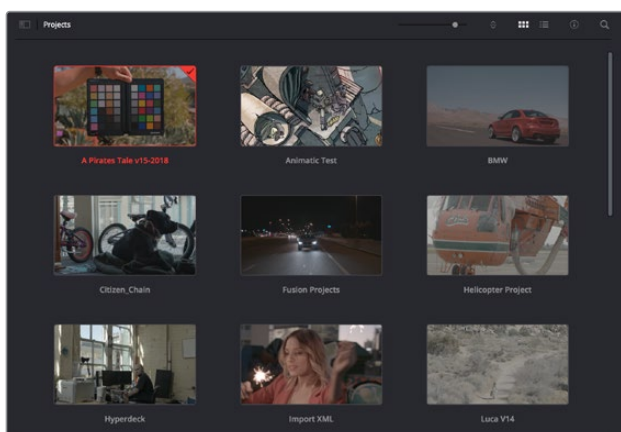 Projects
A Pirates Tale v15-2018
Animatic Test
BMW
Citizen_Chain
Fusion Projects
Helicopter Project
Hyperdeck
Import XML
Luca V14